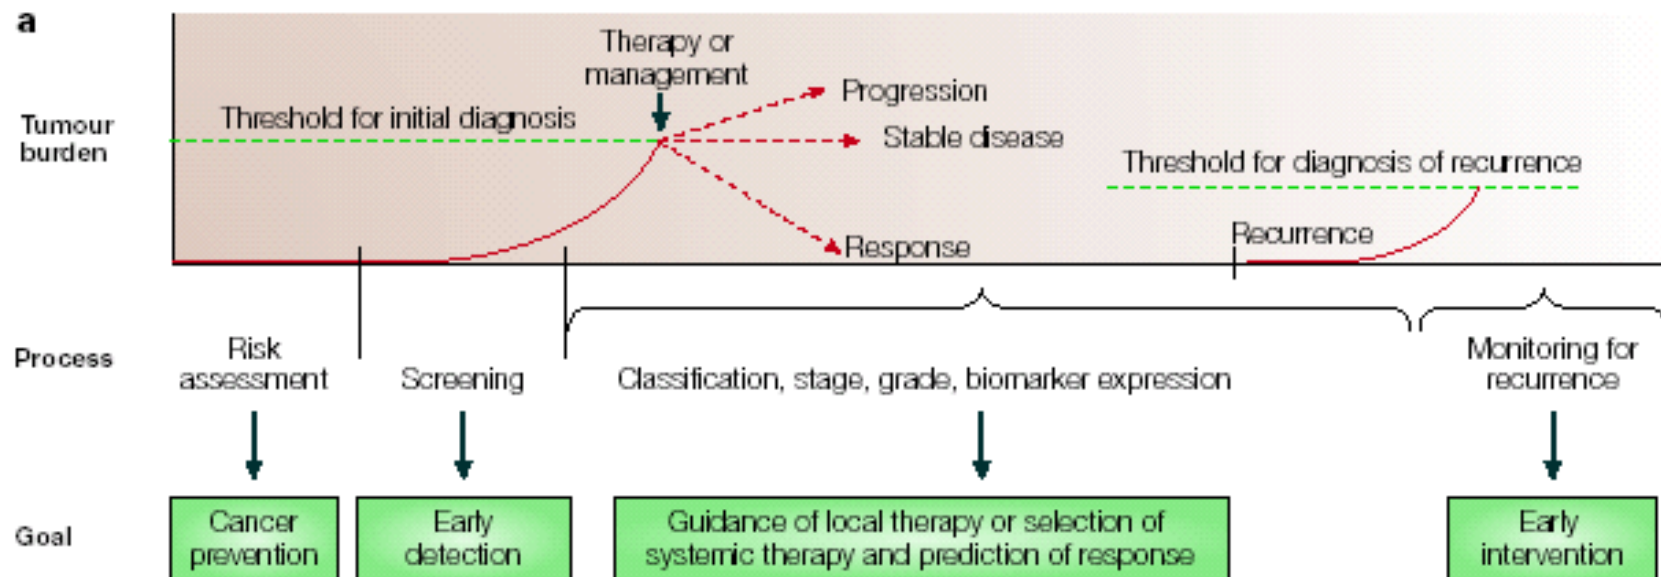 a
Therapy or
management
Progression
Threshold for initial diagnosis
Tumour
burden
Stable disease
Threshold for diagnosis of recurrence
Recurrence
Response
Process
Risk
assessment
Screening
Classification, stage, grade, biomarker expression
Monitoring for
recurrence
Goal
Cancer
prevention
Early
detection
Guidance of local therapy or selection of
systemic therapy and prediction of response
Early
intervention